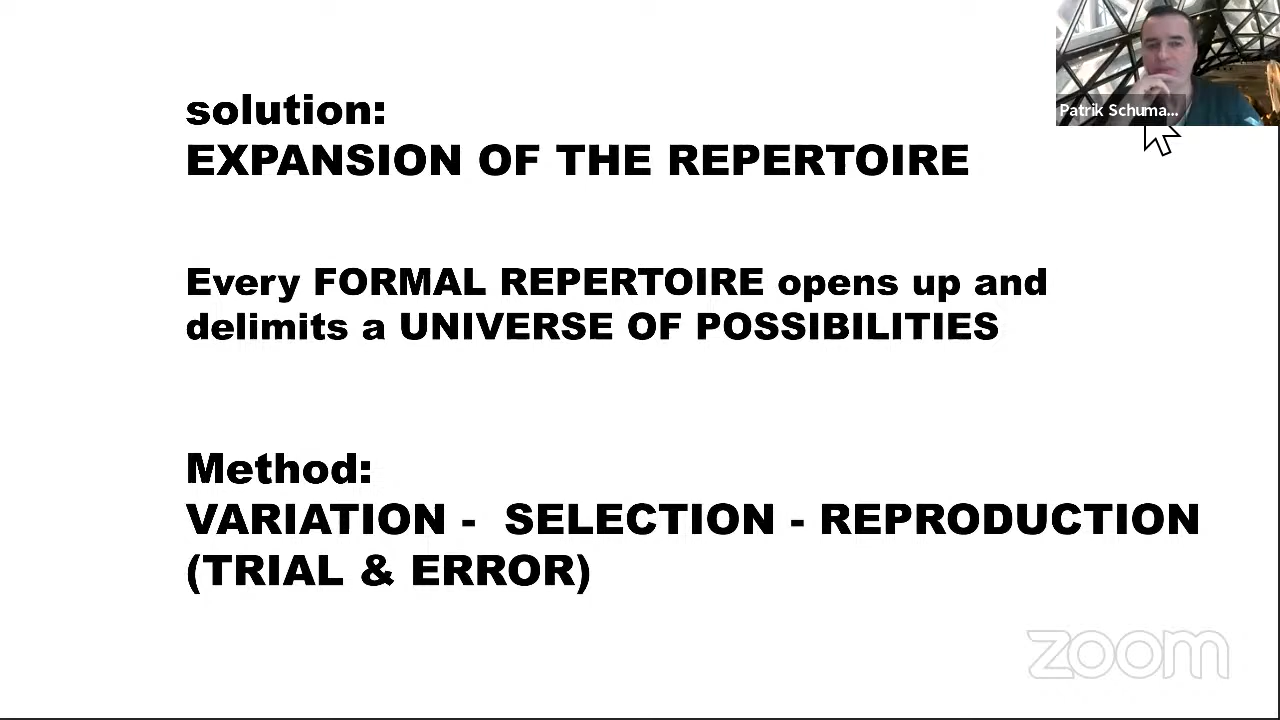 Patrik Schuma...
solution:
EXPANSION OF THE REPERTOIRE
Every FORMAL REPERTOIRE opens up and
delimits a UNIVERSE OF POSSIBILITIES
Method:
VARIATION -  SELECTION - REPRODUCTION
(TRIAL & ERROR)
zoom